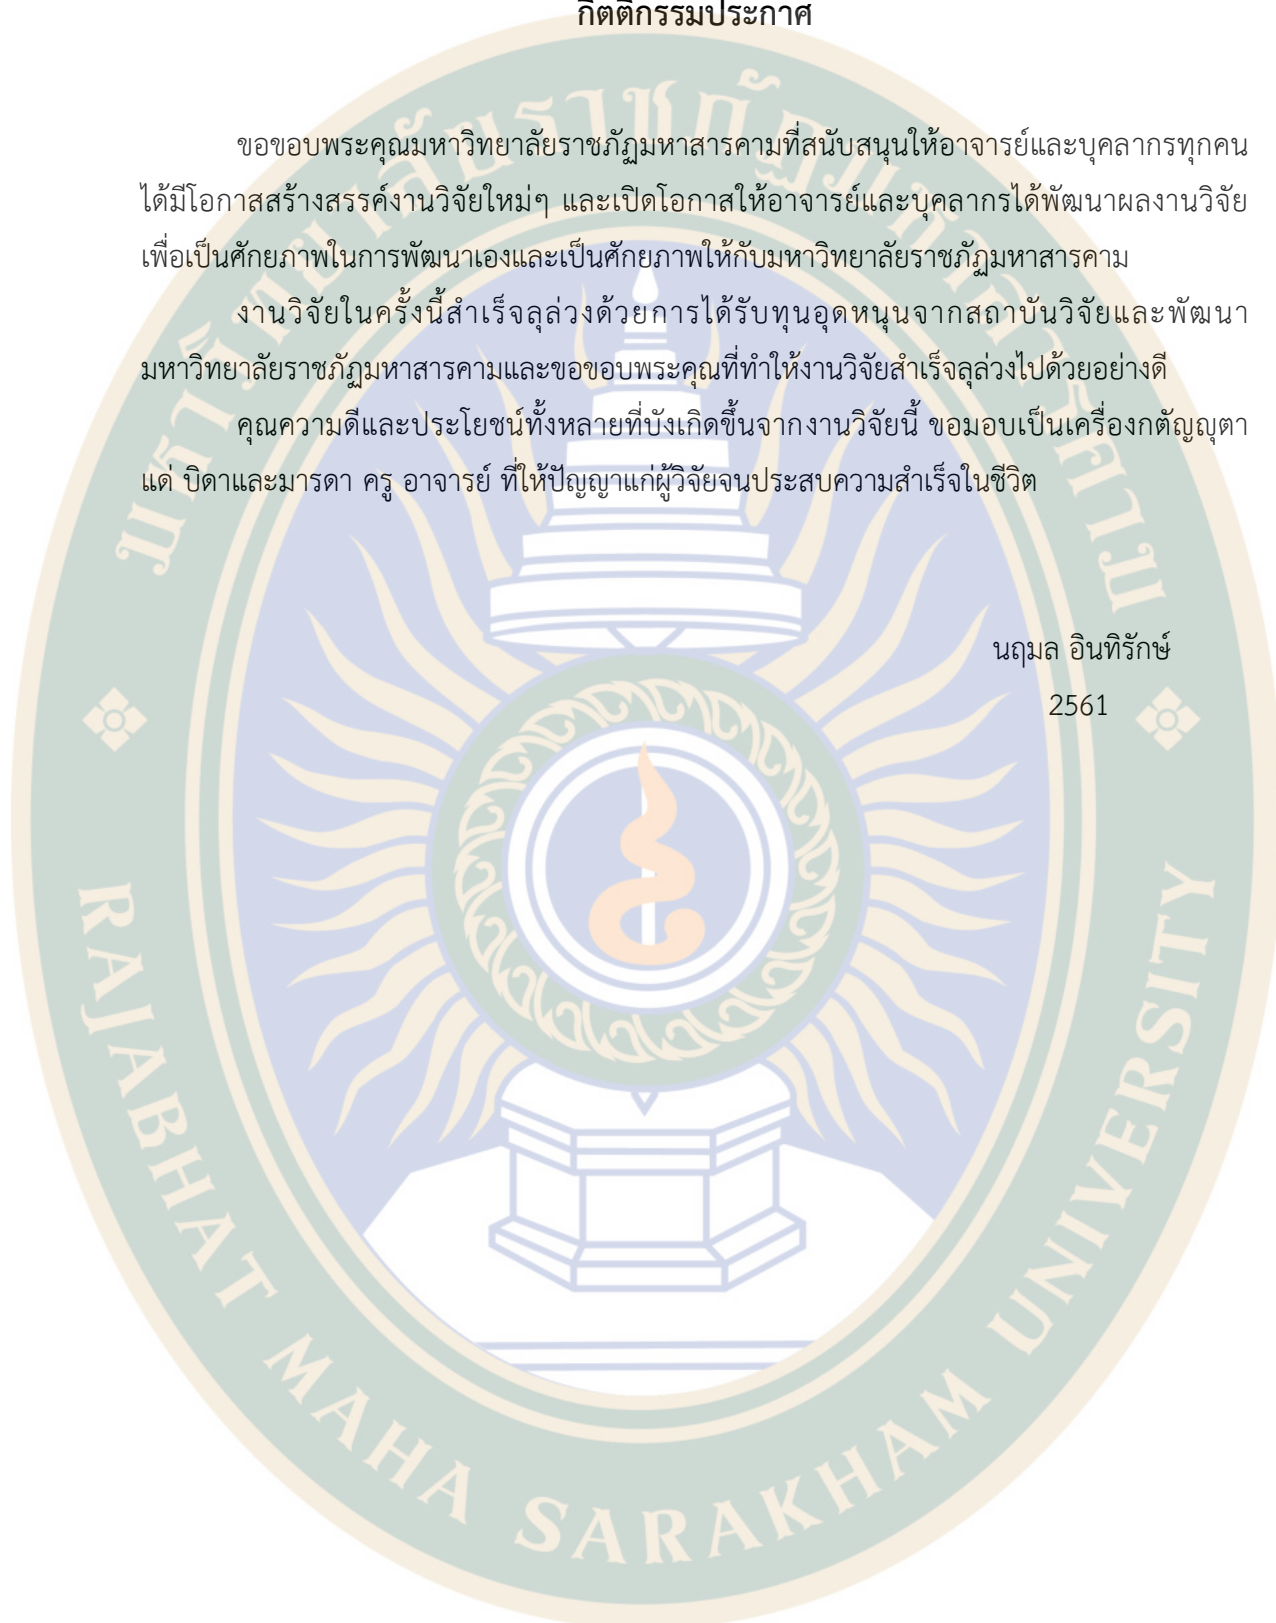 กิตติกรรมประกาศ
ขอขอบพระคุณมหาวิทยาลัยราชภัฏมหาสารคามที่สนับสนุนให้อาจารย์และบุคลากรทุกคน
ได้มีโอกาสสร้างสรรค์งานวิจัยใหม่ๆ และเปิดโอกาสให้อาจารย์และบุคลากรได้พัฒนาผลงานวิจัย
เพื่อเป็นศักยภาพในการพัฒนาเองและเป็นศักยภาพให้กับมหาวิทยาลัยราชภัฏมหาสารคาม
งานวิจัยในครั้งนี้สำเร็จลุล่วงด้วยการได้รับทุนอุดหนุนจากสถาบันวิจัยและพัฒนา
มหาวิทยาลัยราชภัฏมหาสารคามและขอขอบพระคุณที่ทำให้งานวิจัยสำเร็จลุล่วงไปด้วยอย่างดี
คุณความดีและประโยชน์ทั้งหลายที่บังเกิดขึ้นจากงานวิจัยนี้ ขอมอบเป็นเครื่องกตัญญุตา
แด่ บิดาและมารดา ครู อาจารย์ ที่ให้ปัญญาแก่ผู้วิจัยจนประสบความสำเร็จในชีวิต
นฤมล อินทิรักษ์
2561
มหาวิทยาลัยราชภัฏมหาสารคาม
RAJABHAT MAHA SARAKHAM UNIVERSITY